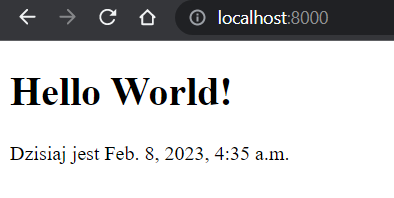 localhost:8000
Hello World!
Dzisiaj jest Feb. 8, 2023, 4:35 a.m.